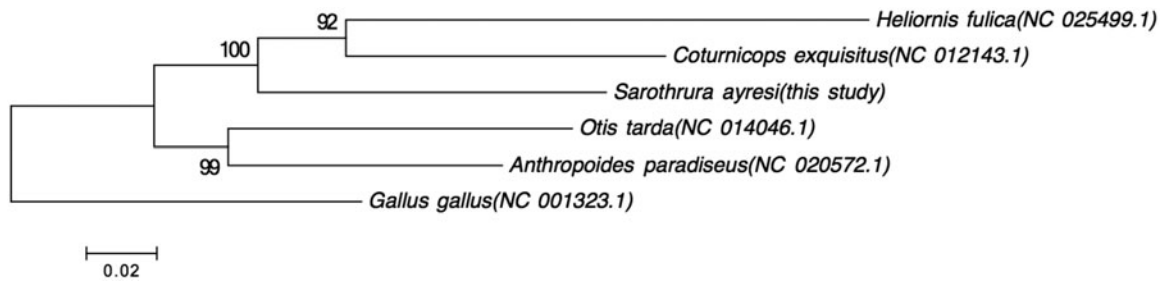 92
Heliornis fulica(NC 025499.1)
100
Coturnicops exquisitus(NC 012143.1)
Sarothrura ayresi(this study)
Otis tarda(NC 014046.1)
99
Anthropoides paradiseus(NC 020572.1)
Gallus gallus(NC 001323.1)
0.02